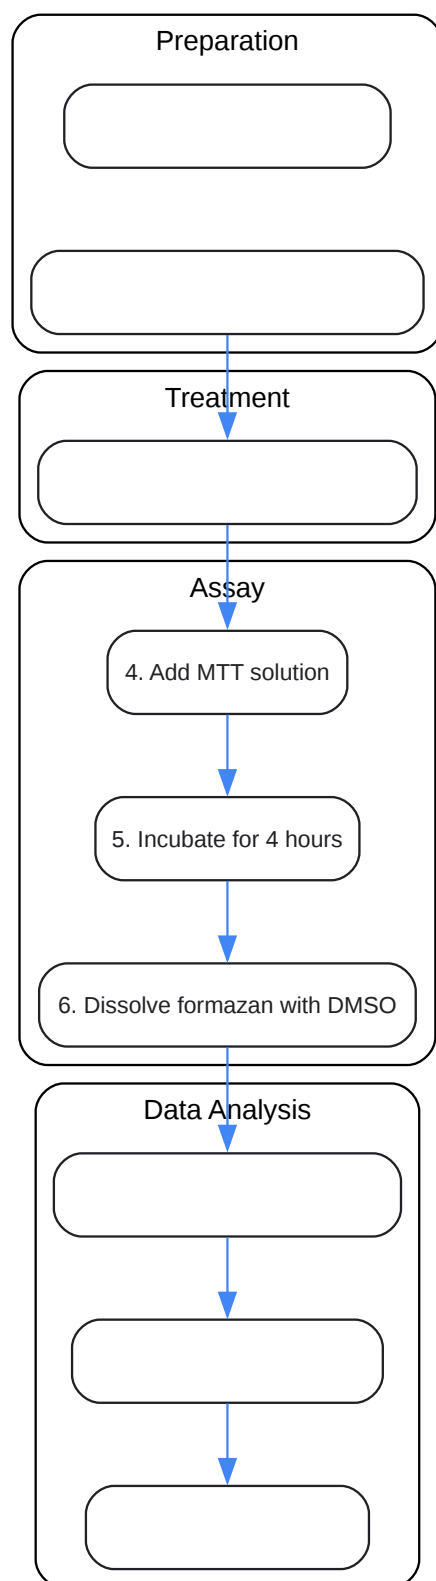 Preparation
Treatment
Assay
4. Add MTT solution
5. Incubate for 4 hours
6. Dissolve formazan with DMSO
Data Analysis